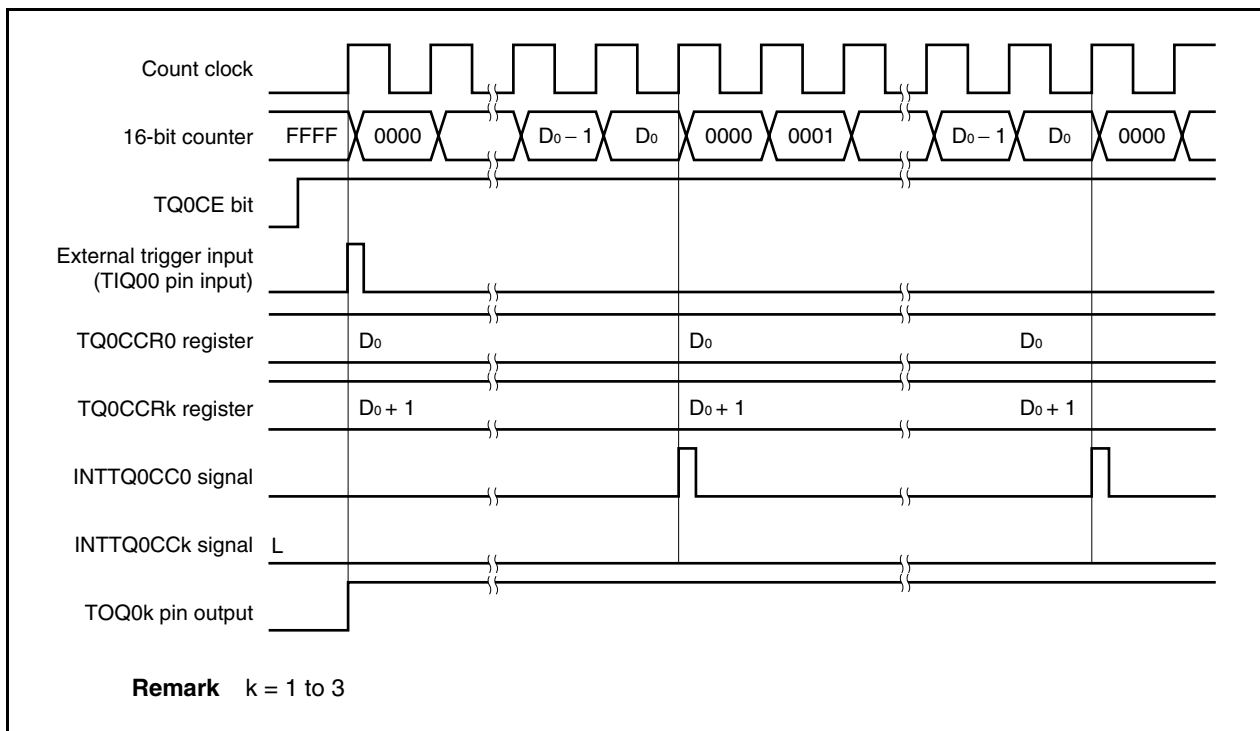 Count clock
16-bit counter FFFF 0000 D0 − 1 D0 0000 0001 D0 − 1 D0 0000
TQ0CE bit
External trigger input
(TIQ00 pin input)
TQ0CCR0 register D0 D0 D0
TQ0CCRk register D0 + 1 D0 + 1 D0 + 1
INTTQ0CC0 signal
INTTQ0CCk signal L
TOQ0k pin output
Remark k = 1 to 3